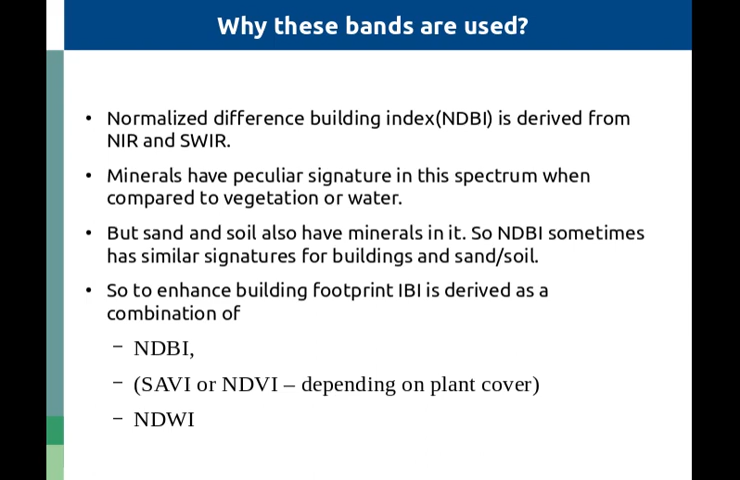 Why these bands are used?
• Normalized difference building index(NDBI) is derived from
NIR and SWIR.
• Minerals have peculiar signature in this spectrum when
compared to vegetation or water.
• But sand and soil also have minerals in it. So NDBI sometimes
has similar signatures for buildings and sand/soil.
• So to enhance building footprint IBI is derived as a
combination of
– NDBI,
– (SAVI or NDVI – depending on plant cover)
– NDWI